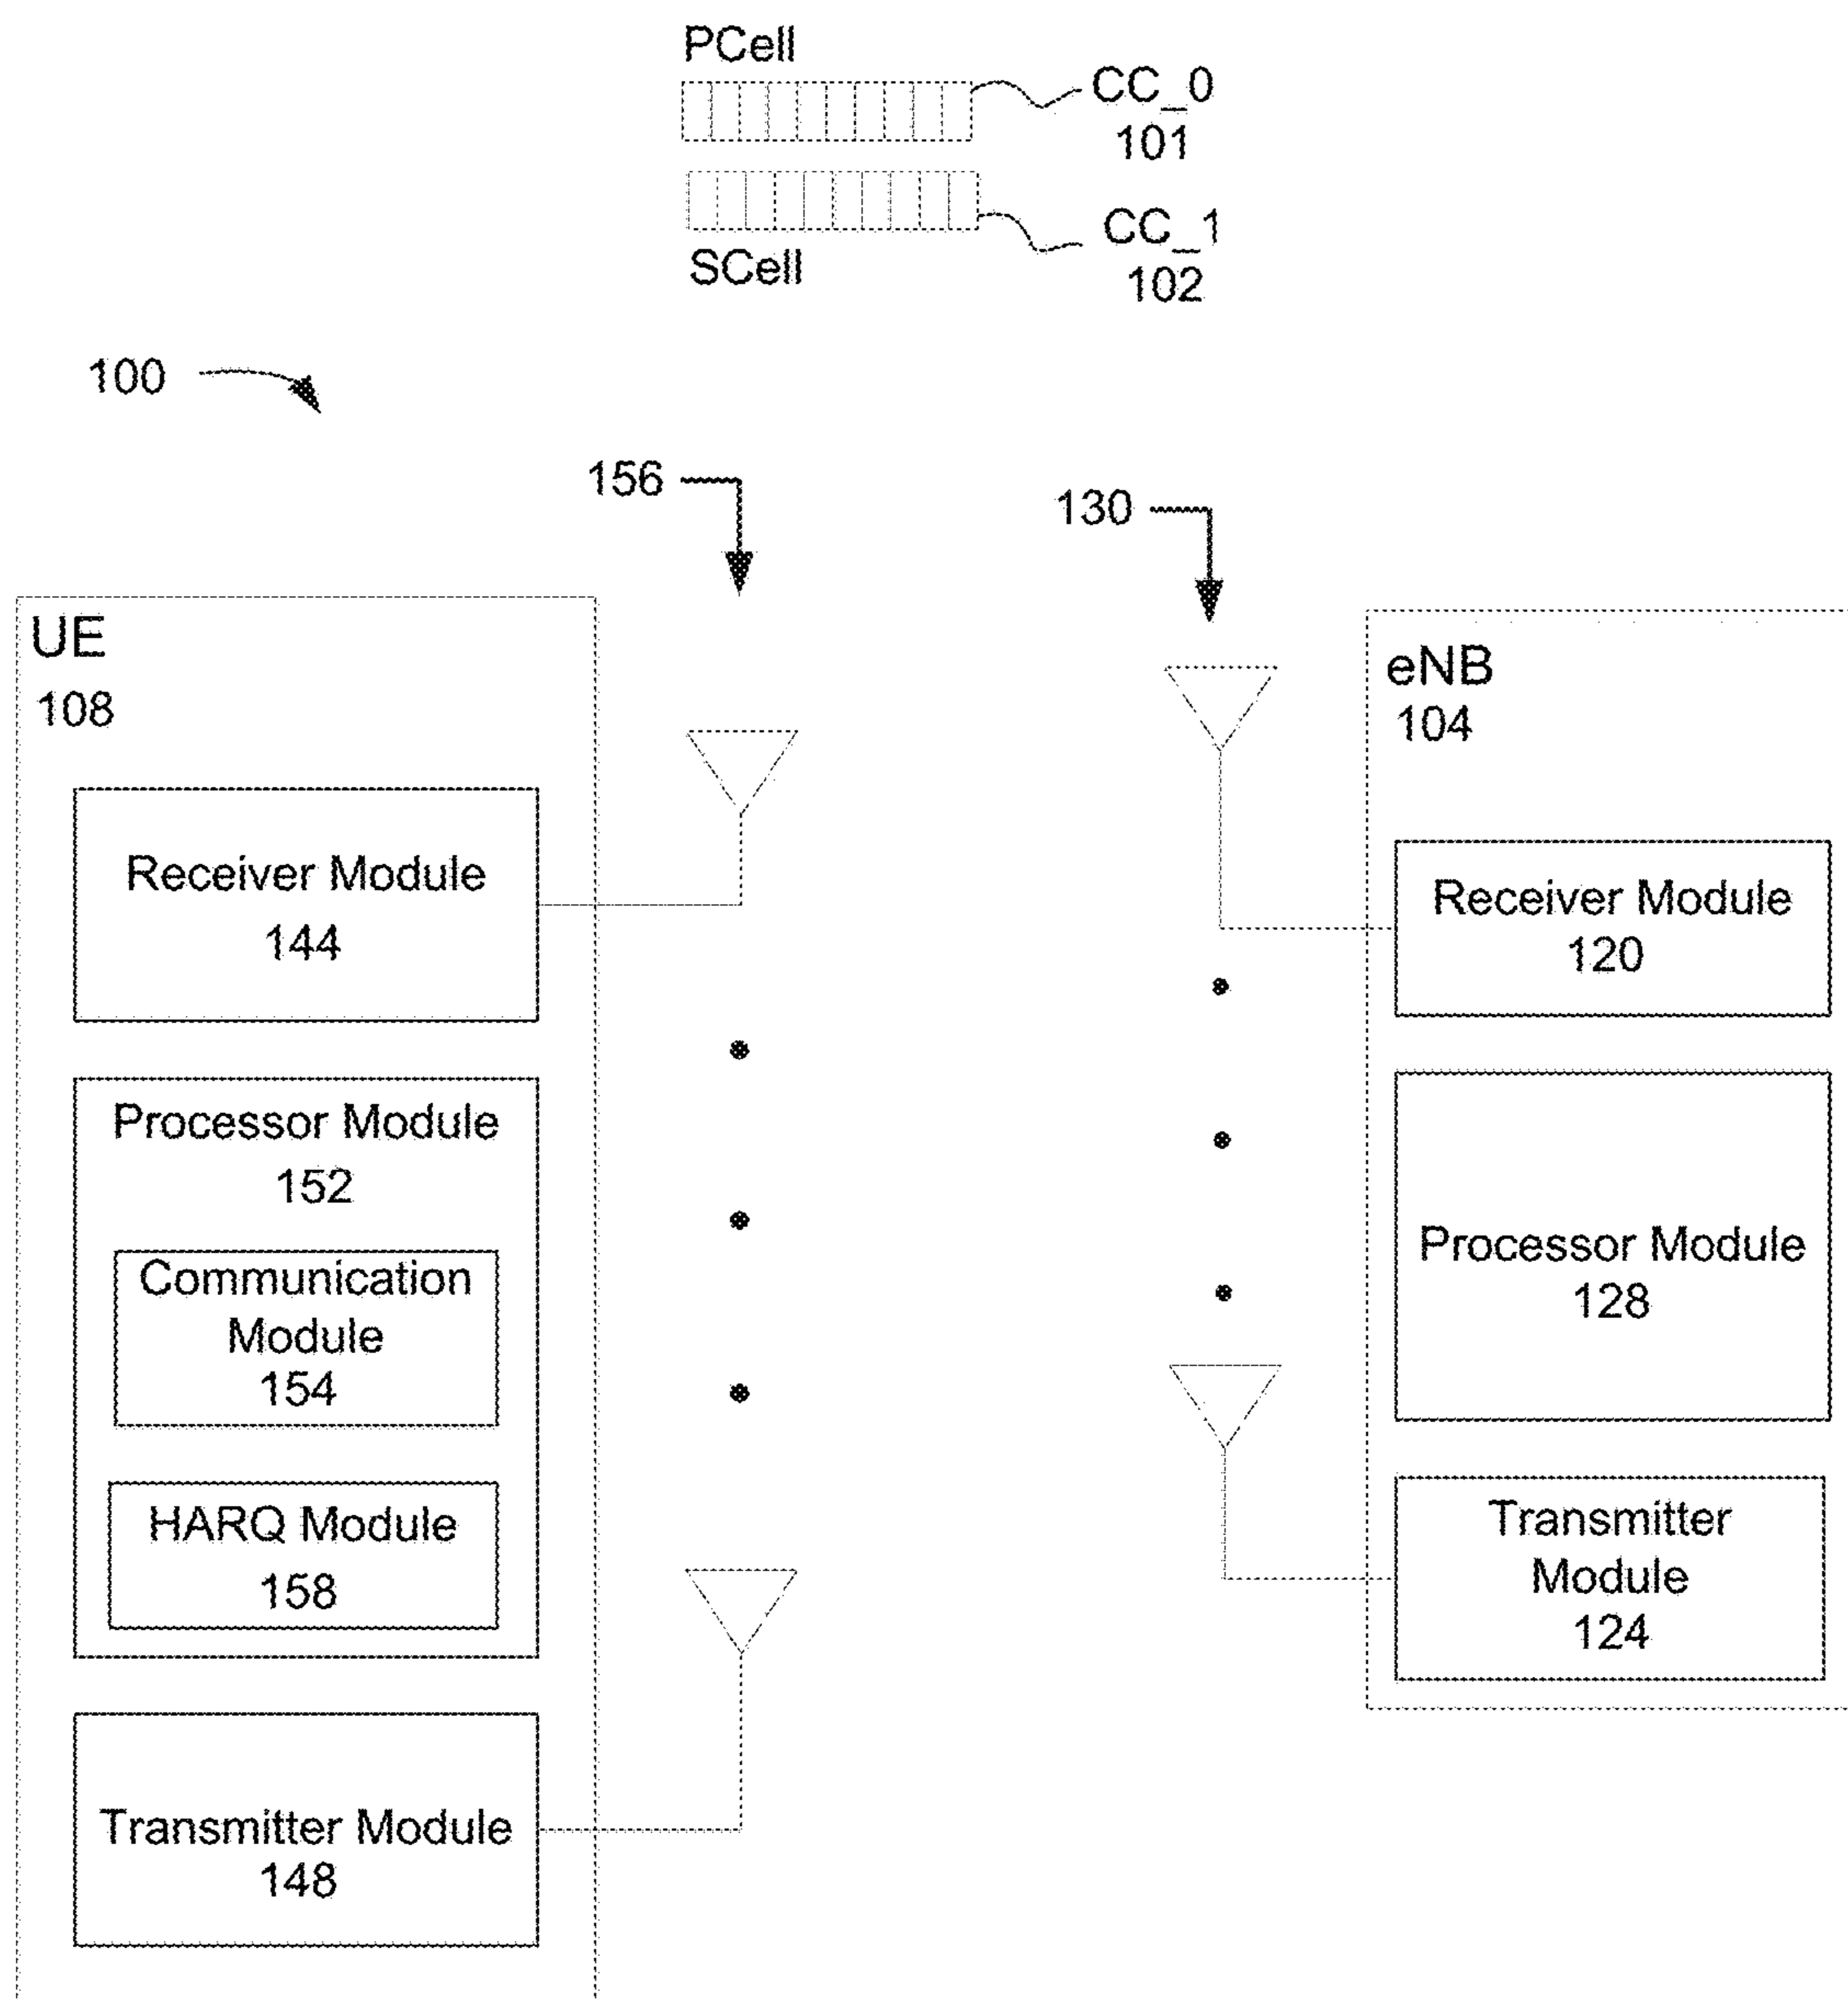 PCell
CC_0
101
CC_1
SCell
102
100
156
130
UE
108
eNB
104
Receiver Module
144
Receiver Module
120
Processor Module
152
Communication
Module
154
HARQ Module
158
Processor Module
128
Transmitter
Module
124
Transmitter Module
148